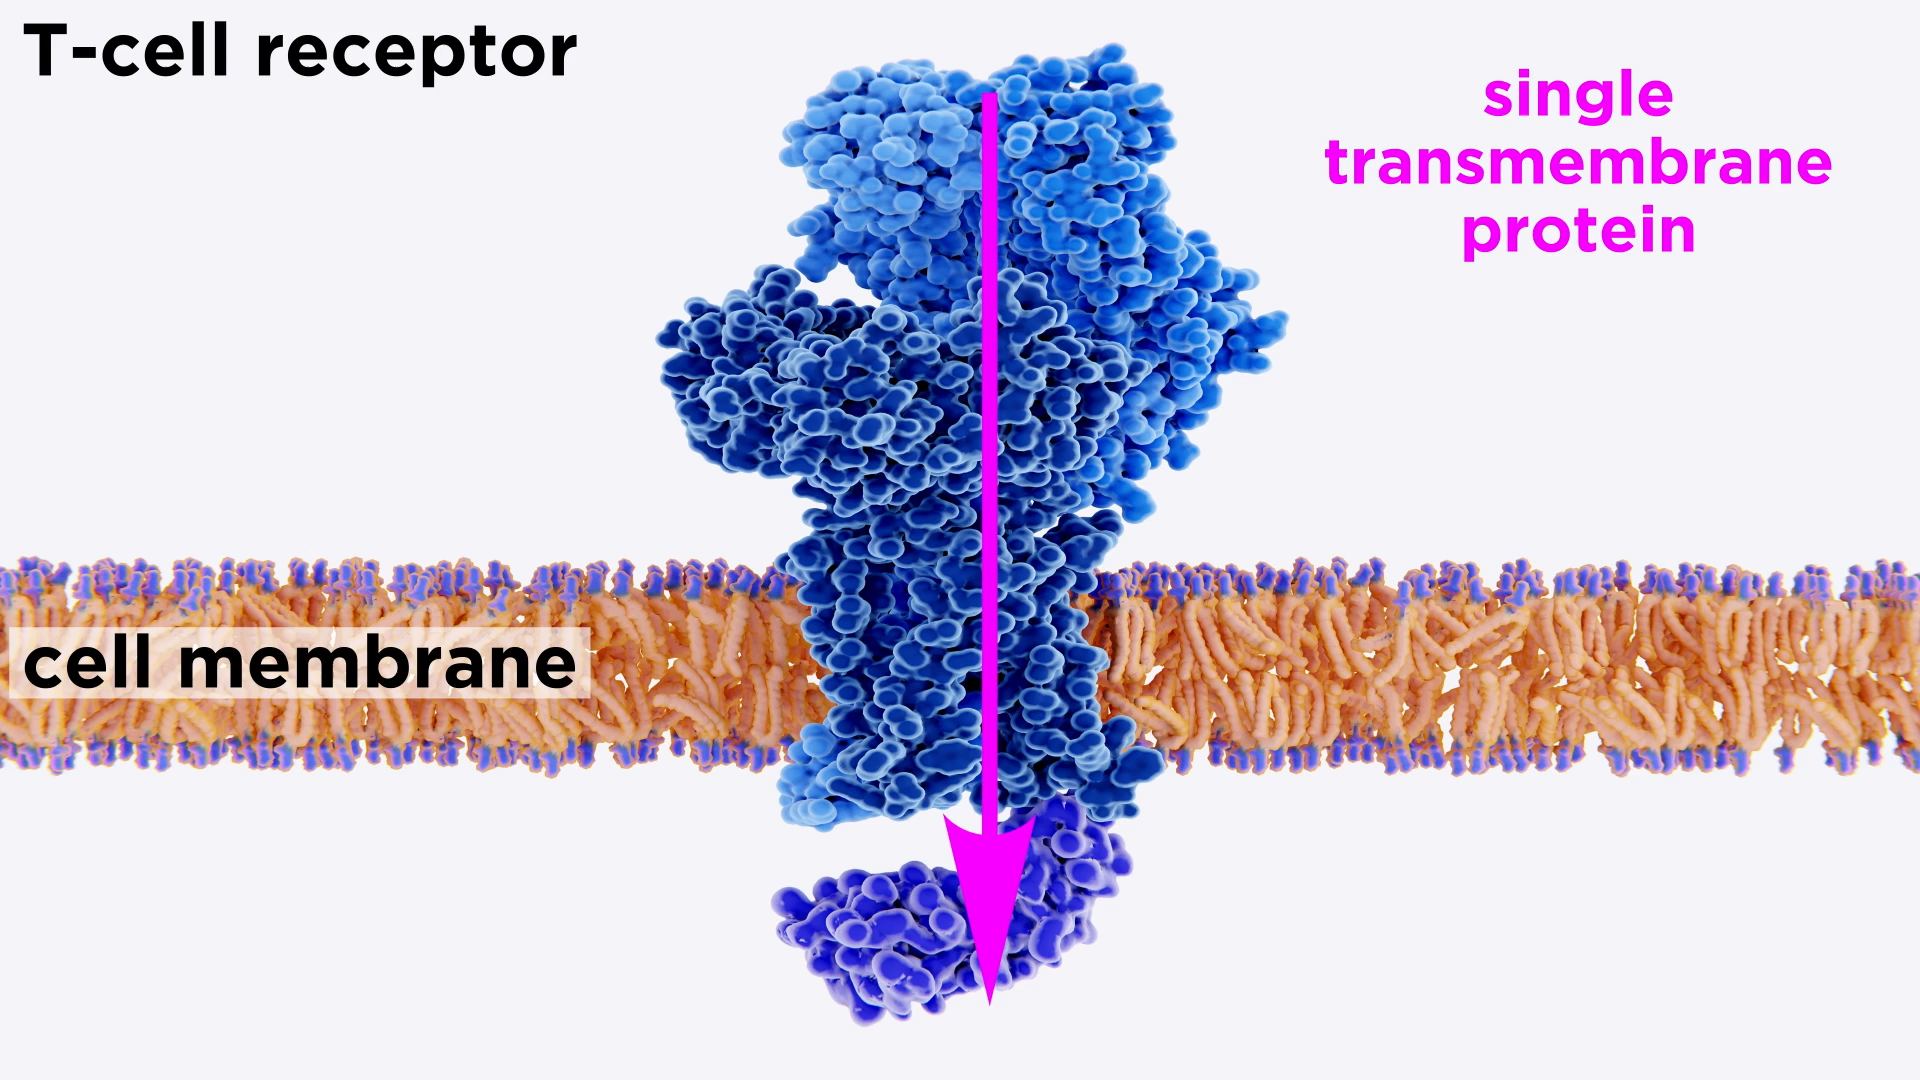 T-cell receptor
single
transmembrane
protein
cell membrane